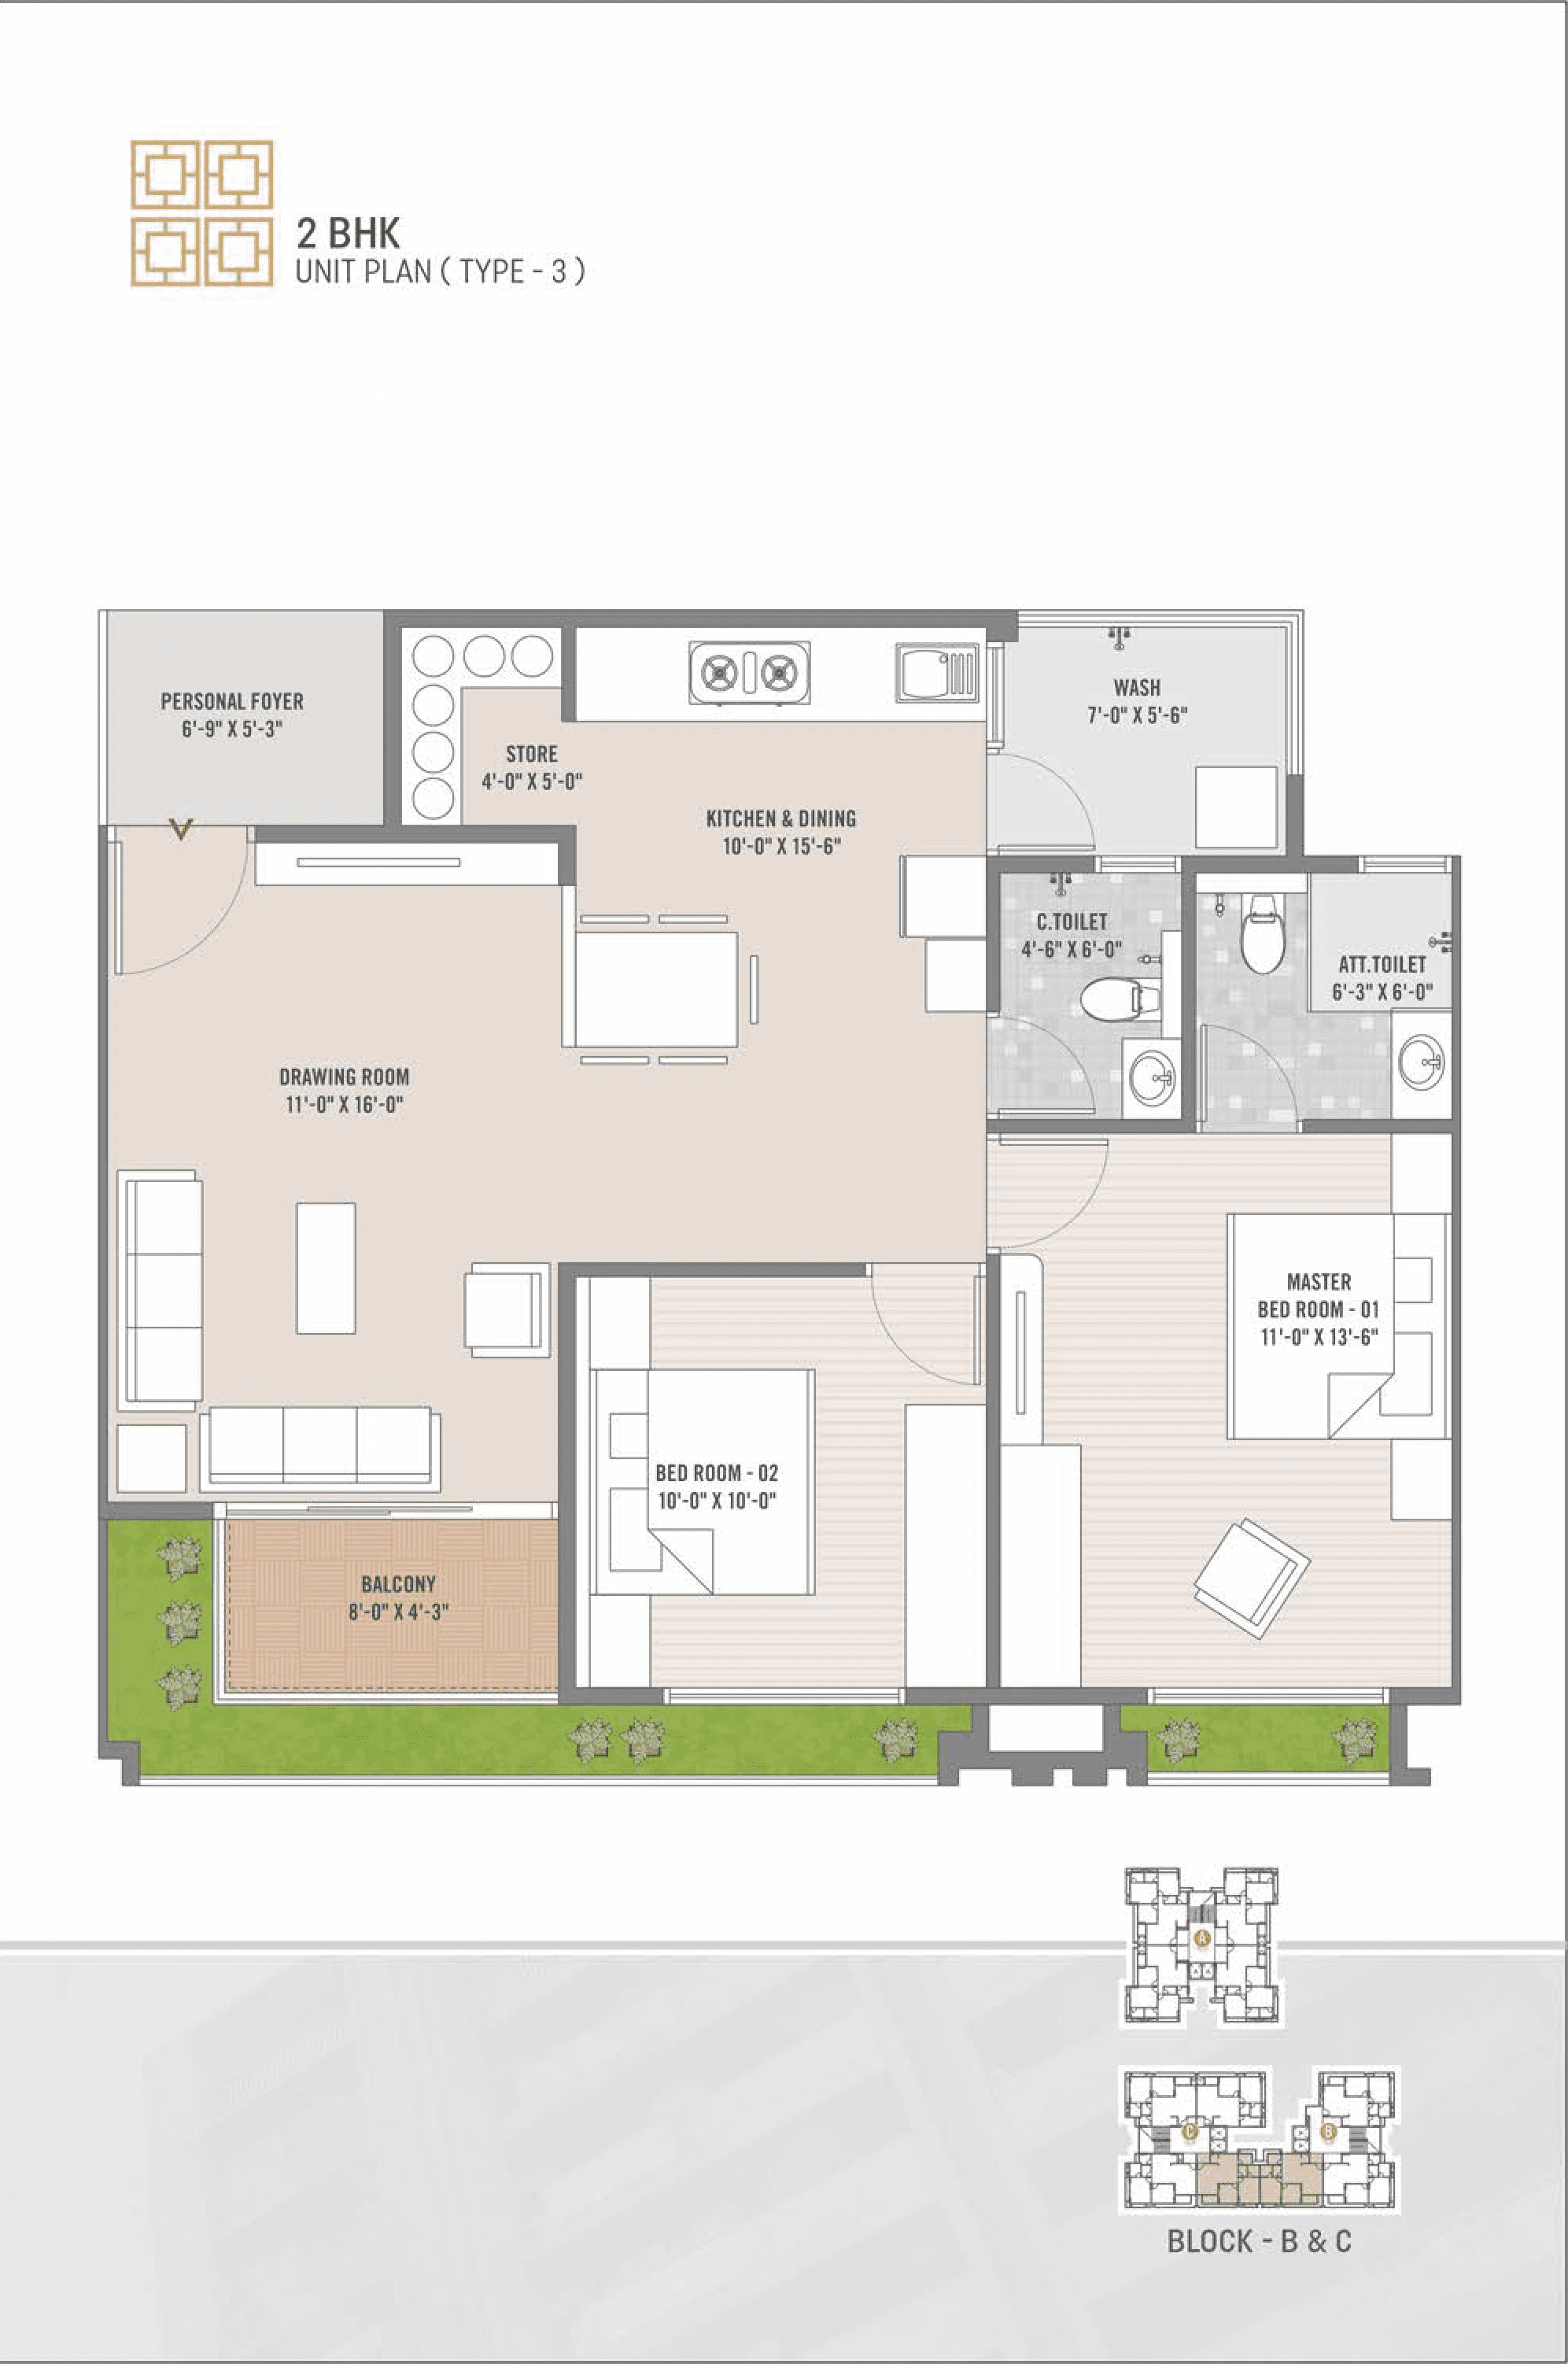 2 BHK
UNIT PLAN ( TYPE - 3 )
PERSONAL FOYER
6'-9" X 5'-3"
STORE
4'-0" X 5'-0"
KITCHEN & DINING
10'-0" X 15'-6"
WASH
7'-0" X 5'-6"
C.TOILET
4'-6" X 6'-0"
ATT.TOILET
6'-3" X 6'-0"
DRAWING ROOM
11'-0" X 16'-0"
MASTER
BED ROOM - 01
11'-0" X 13'-6"
BED ROOM - 02
10'-0" X 10'-0"
BALCONY
8'-0" X 4'-3"
A
C
B
BLOCK - B & C